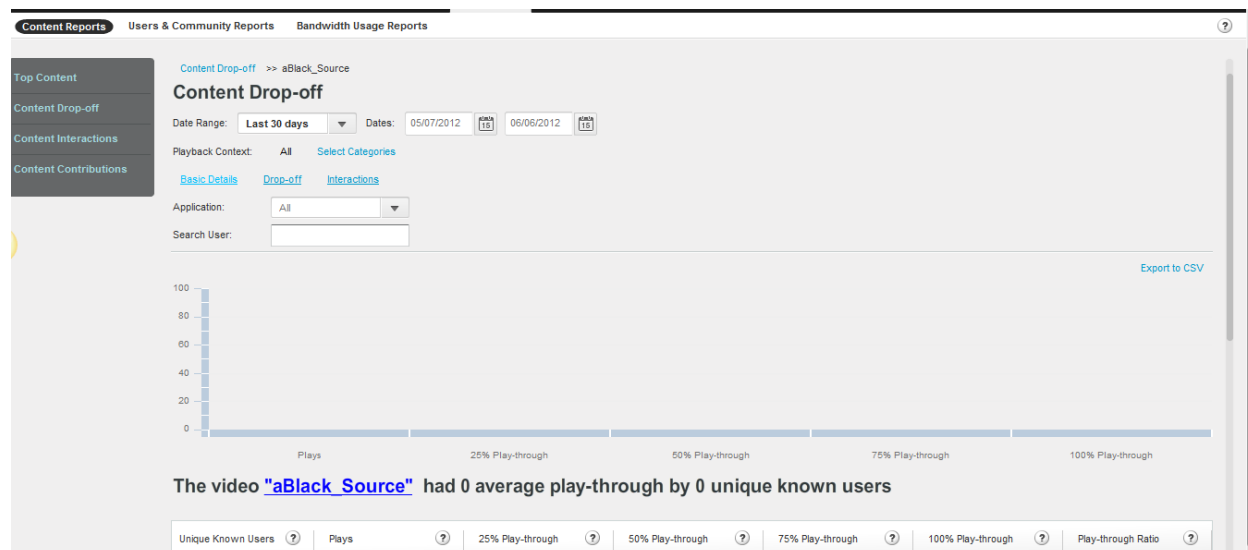 Content Reports Users & Community Reports Bandwidth Usage Reports ?
Top Content
Content Drop-off
Content Interactions
Content Contributions
Content Drop-off >> aBlack_Source
Content Drop-off
Date Range: Last 30 days Dates: 05/07/2012 15 06/06/2012 15
Playback Context: All Select Categories
Basic Details Drop-off Interactions
Application: All
Search User:
Export to CSV
100
80
60
40
20
0
Plays 25% Play-through 50% Play-through 75% Play-through 100% Play-through
The video "aBlack_Source" had 0 average play-through by 0 unique known users
Unique Known Users ? Plays ? 25% Play-through ? 50% Play-through ? 75% Play-through ? 100% Play-through ? Play-through Ratio ?